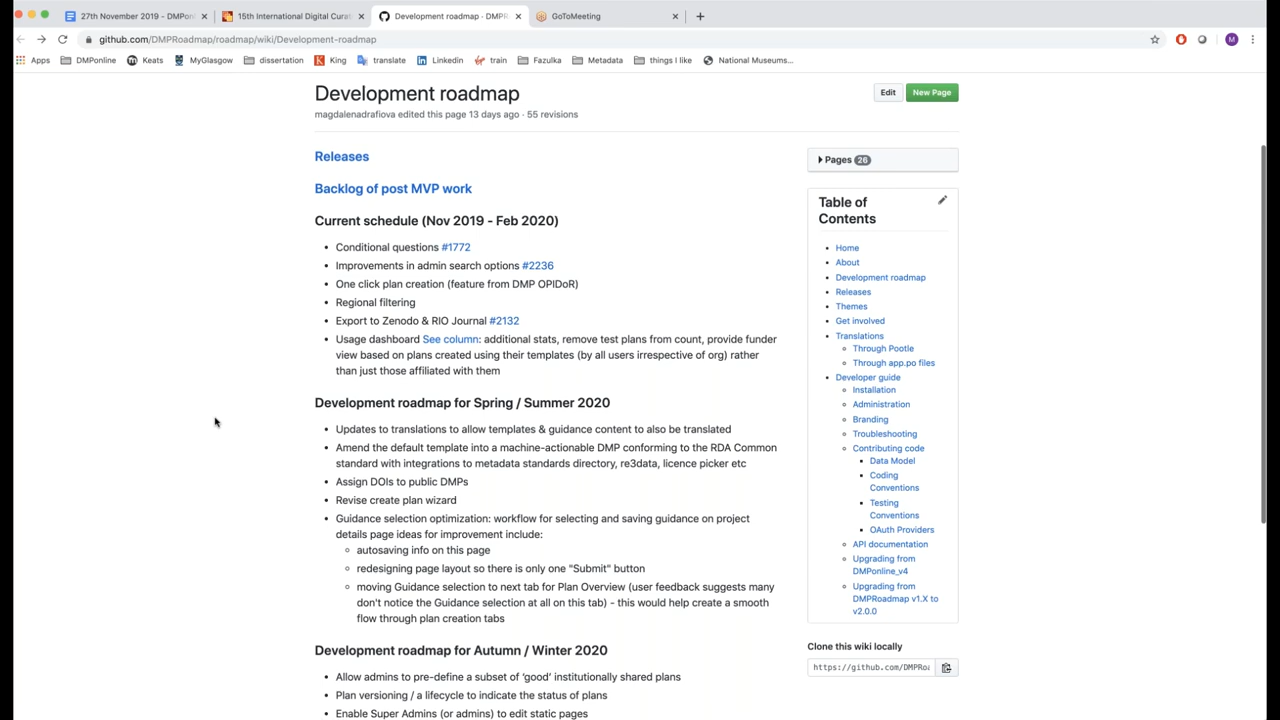 27th November 2019 - DMPon
15th International Digital Cura
Development roadmap · DMPR
GoToMeeting
github.com/DMPRoadmap/roadmap/wiki/Development-roadmap
M
Apps
DMPonline
Keats
MyGlasgow
dissertation
King
translate
Linkedin
train
Fazulka
Metadata
things I like
National Museums...
Development roadmap
Edit
New Page
magdalenadrafiova edited this page 13 days ago · 55 revisions
Releases
Backlog of post MVP work
Current schedule (Nov 2019 - Feb 2020)
Conditional questions #1772
Improvements in admin search options #2236
One click plan creation (feature from DMP OPIDoR)
Regional filtering
Export to Zenodo & RIO Journal #2132
Usage dashboard See column: additional stats, remove test plans from count, provide funder
view based on plans created using their templates (by all users irrespective of org) rather
than just those affiliated with them
Development roadmap for Spring / Summer 2020
Updates to translations to allow templates & guidance content to also be translated
Amend the default template into a machine-actionable DMP conforming to the RDA Common
standard with integrations to metadata standards directory, re3data, licence picker etc
Assign DOIs to public DMPs
Revise create plan wizard
Guidance selection optimization: workflow for selecting and saving guidance on project
details page ideas for improvement include:
autosaving info on this page
redesigning page layout so there is only one "Submit" button
moving Guidance selection to next tab for Plan Overview (user feedback suggests many
don't notice the Guidance selection at all on this tab) - this would help create a smooth
flow through plan creation tabs
Development roadmap for Autumn / Winter 2020
Allow admins to pre-define a subset of 'good' institutionally shared plans
Plan versioning / a lifecycle to indicate the status of plans
Enable Super Admins (or admins) to edit static pages
Pages 26
Table of
Contents
Home
About
Development roadmap
Releases
Themes
Get involved
Translations
Through Pootle
Through app.po files
Developer guide
Installation
Administration
Branding
Troubleshooting
Contributing code
Data Model
Coding
Conventions
Testing
Conventions
OAuth Providers
API documentation
Upgrading from
DMPonline_v4
Upgrading from
DMPRoadmap v1.X to
v2.0.0
Clone this wiki locally
https://github.com/DMPRoa